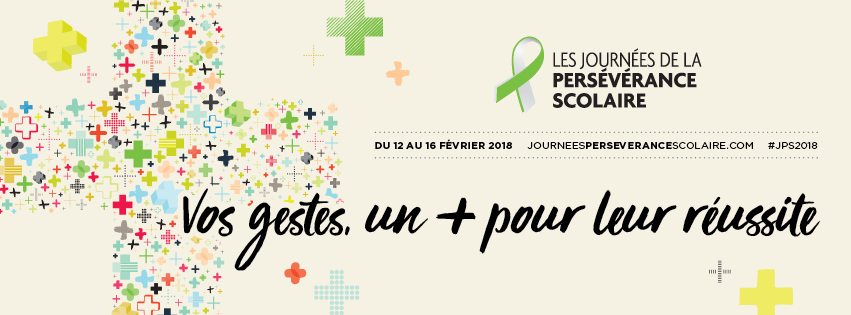 LES JOURNÉES DE LA
PERSÉVÉRANCE
SCOLAIRE
DU 12 AU 16 FÉVRIER 2018 JOURNEESPERSEVERANCESCOLAIRE.COM #JPS2018
Vos gestes, un + pour leur réussite